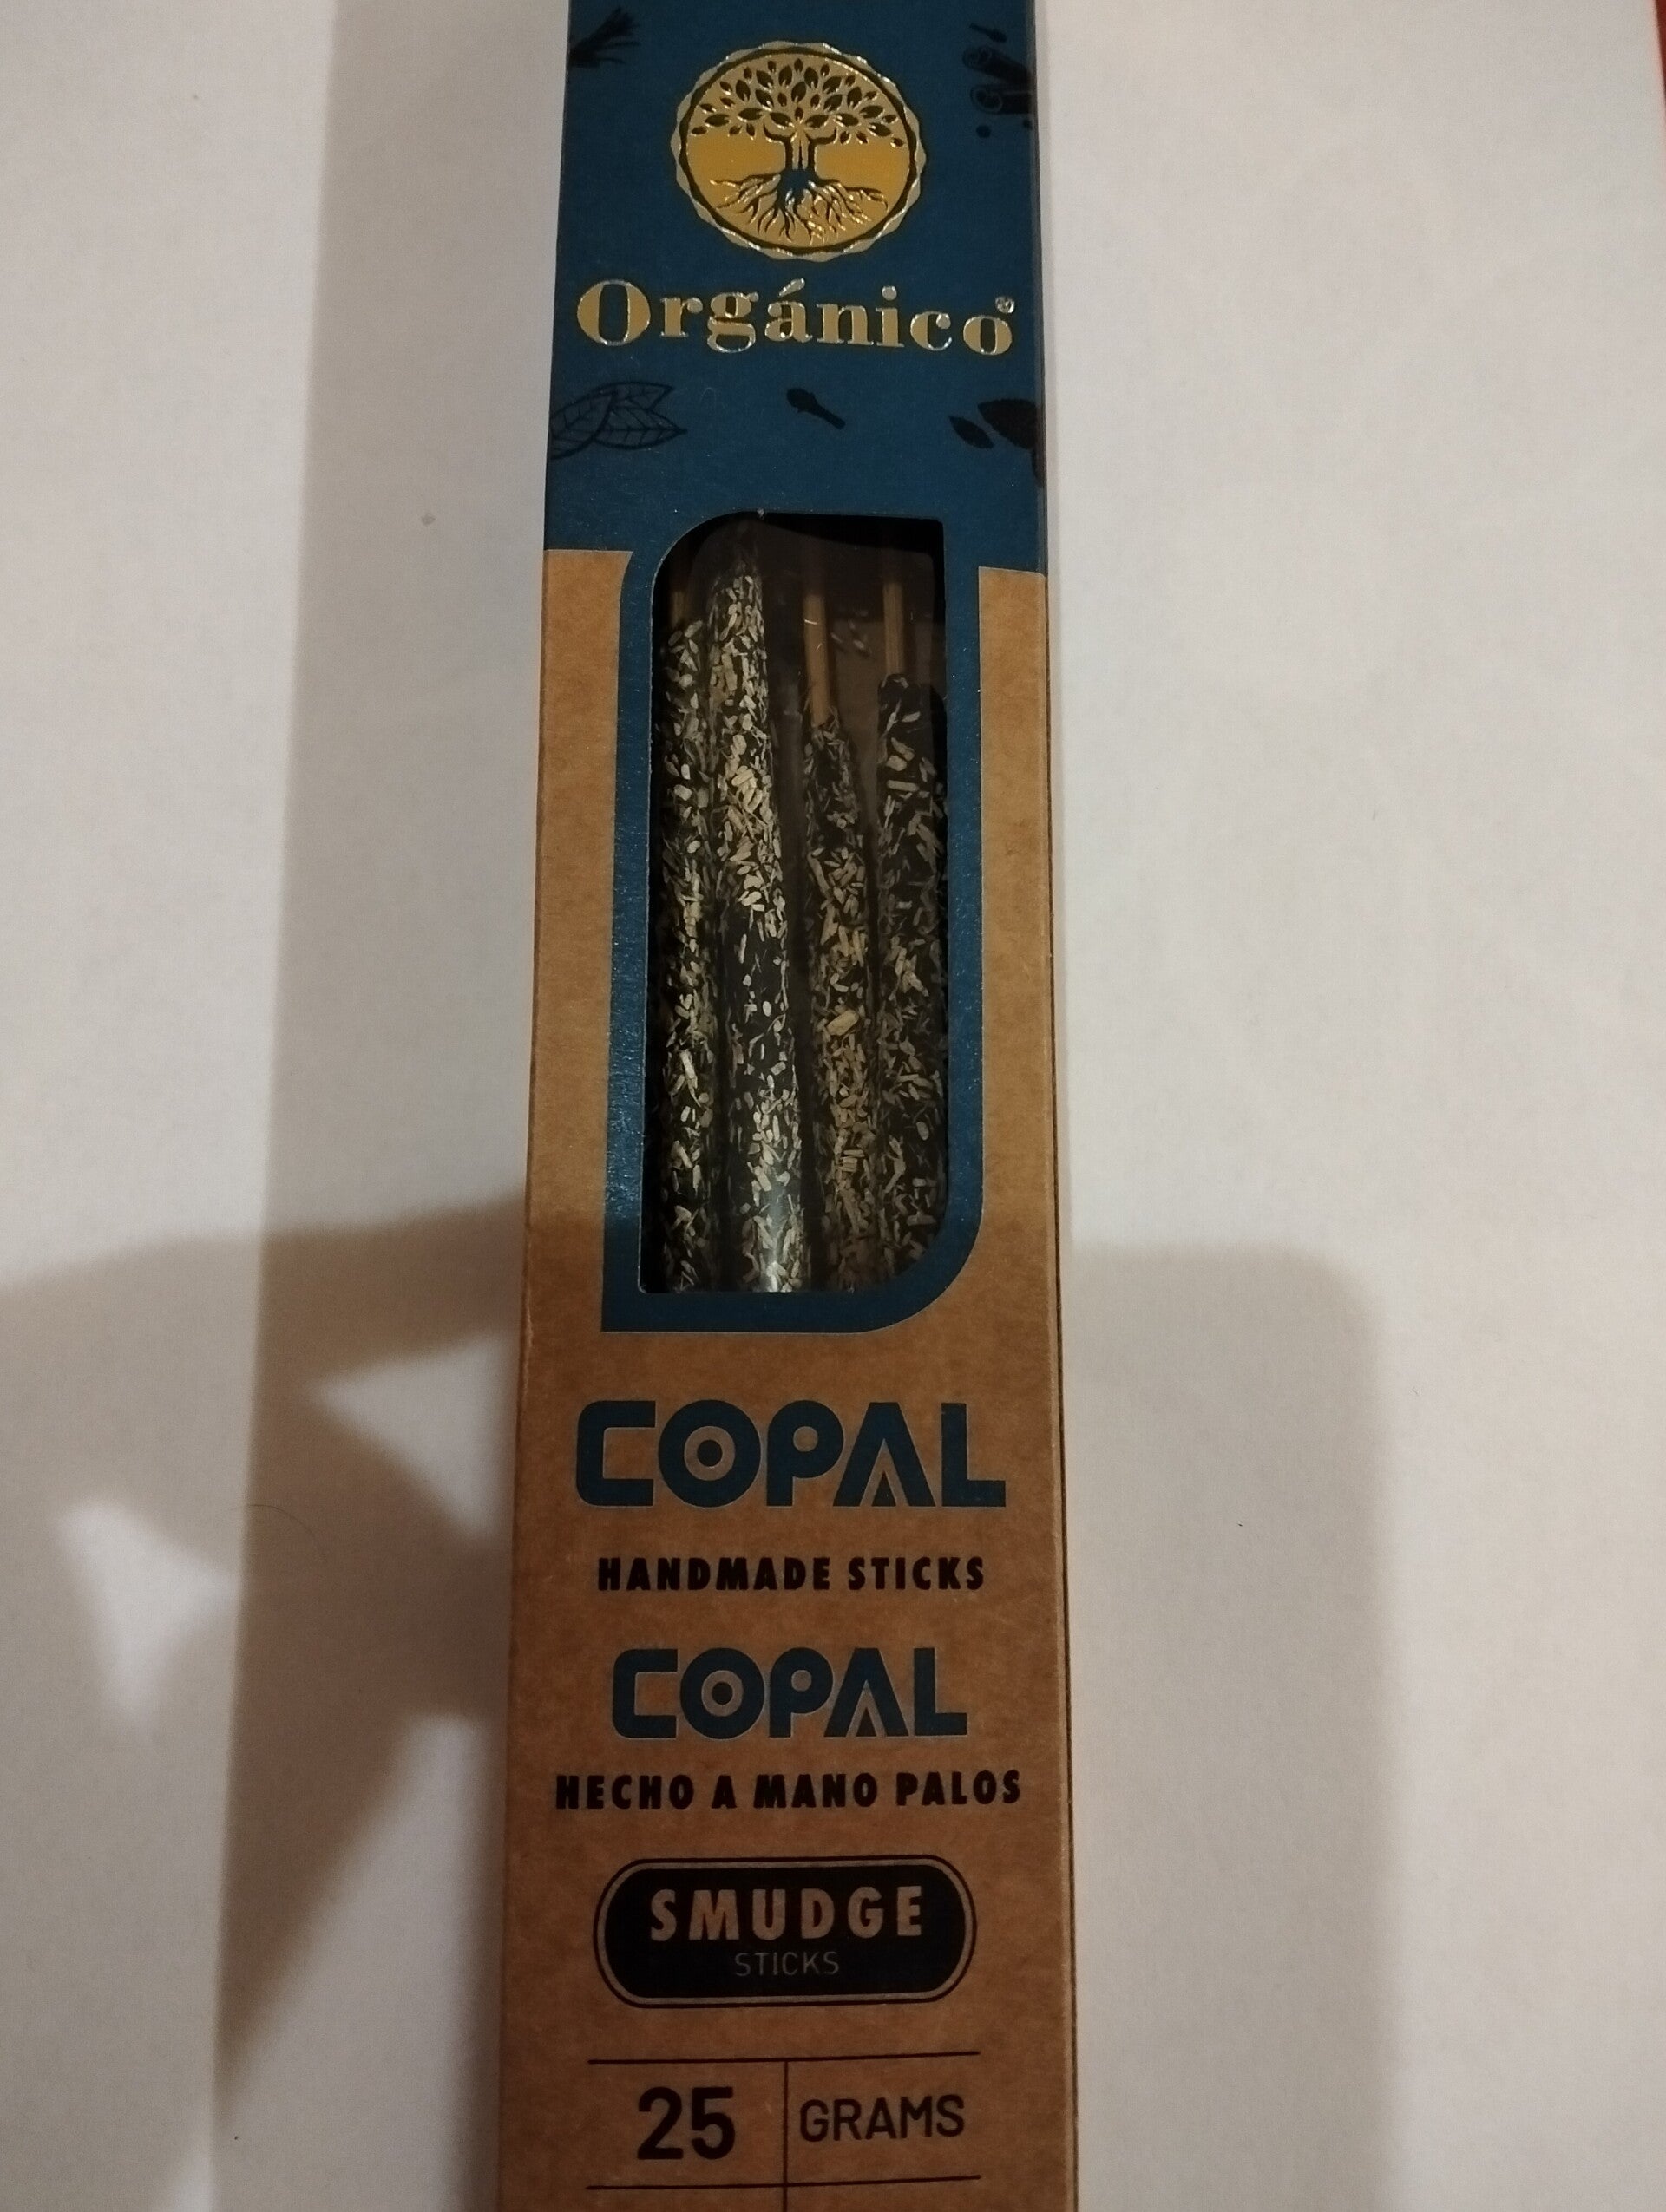 Orgánico®
COPAL
HANDMADE STICKS
COPAL
HECHO A MANO PALOS
SMUDGE
STICKS
25 GRAMS